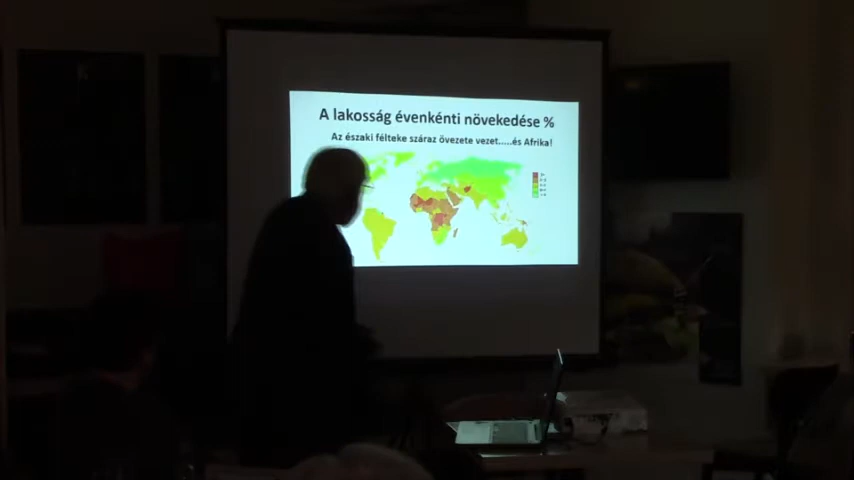 A lakosság évenkénti növekedése %
Az északi félteke száraz övezete vezet.....és Afrika!